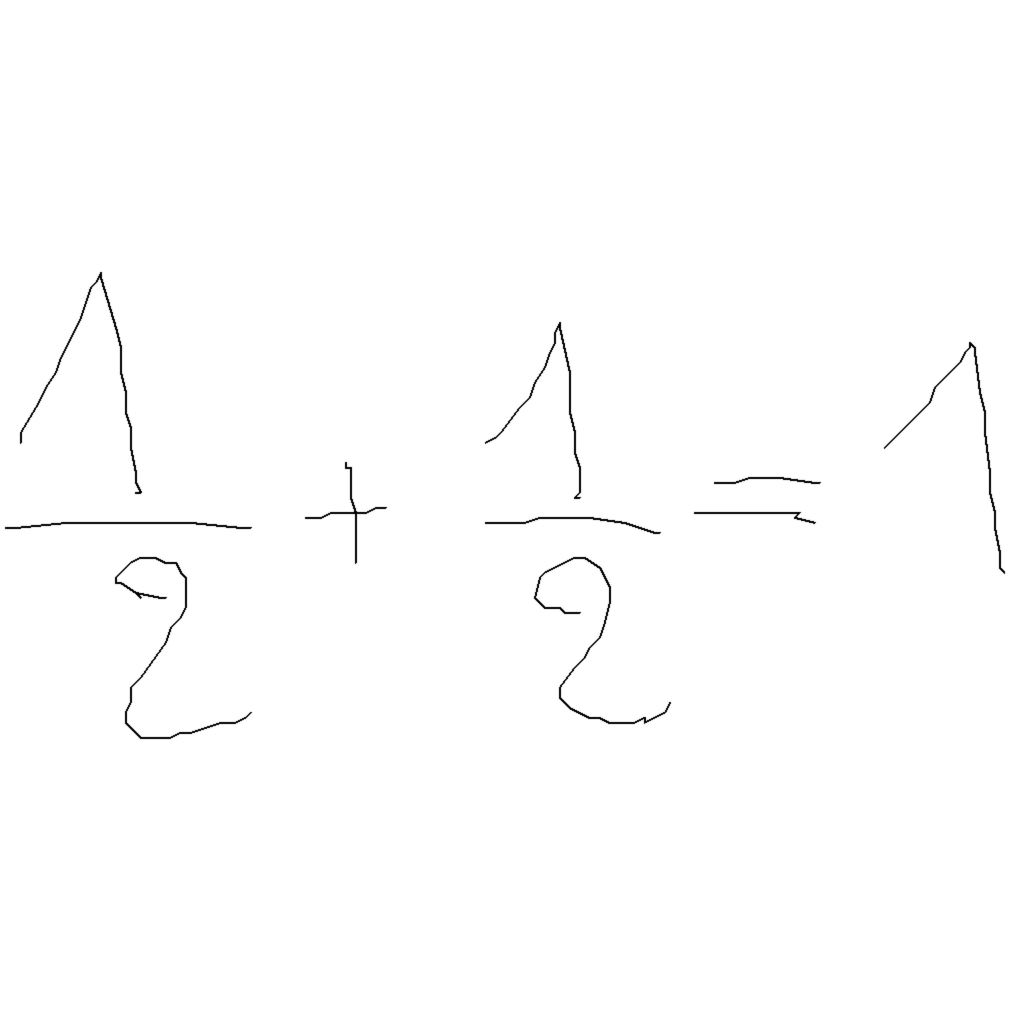 1/2 + 1/2 = 1